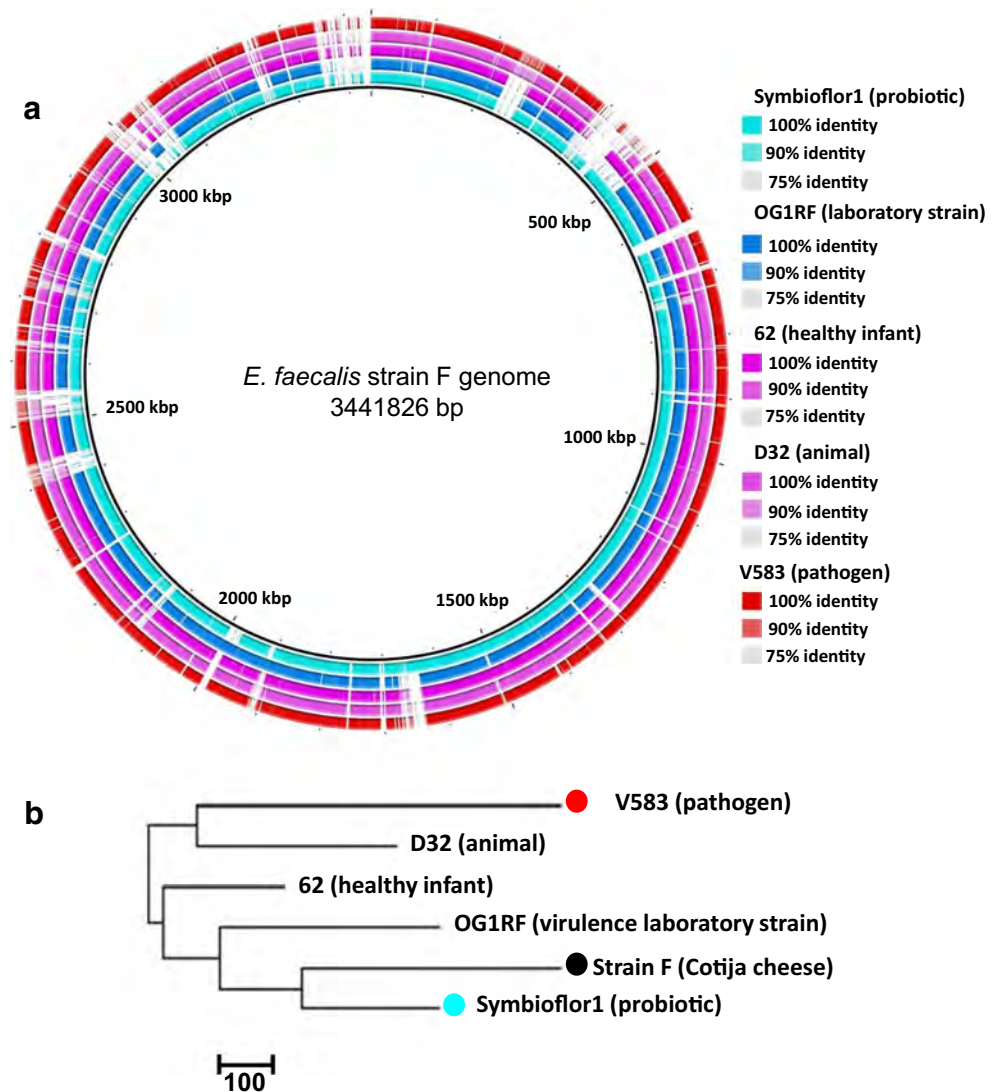 a
3000 kbp
500 kbp
2500 kbp
1000 kbp
2000 kbp
1500 kbp
E. faecalis strain F genome
3441826 bp
Symbioflor1 (probiotic)
100% identity
90% identity
75% identity
OG1RF (laboratory strain)
100% identity
90% identity
75% identity
62 (healthy infant)
100% identity
90% identity
75% identity
D32 (animal)
100% identity
90% identity
75% identity
V583 (pathogen)
100% identity
90% identity
75% identity
b
V583 (pathogen)
D32 (animal)
62 (healthy infant)
OG1RF (virulence laboratory strain)
Strain F (Cotija cheese)
Symbioflor1 (probiotic)
100